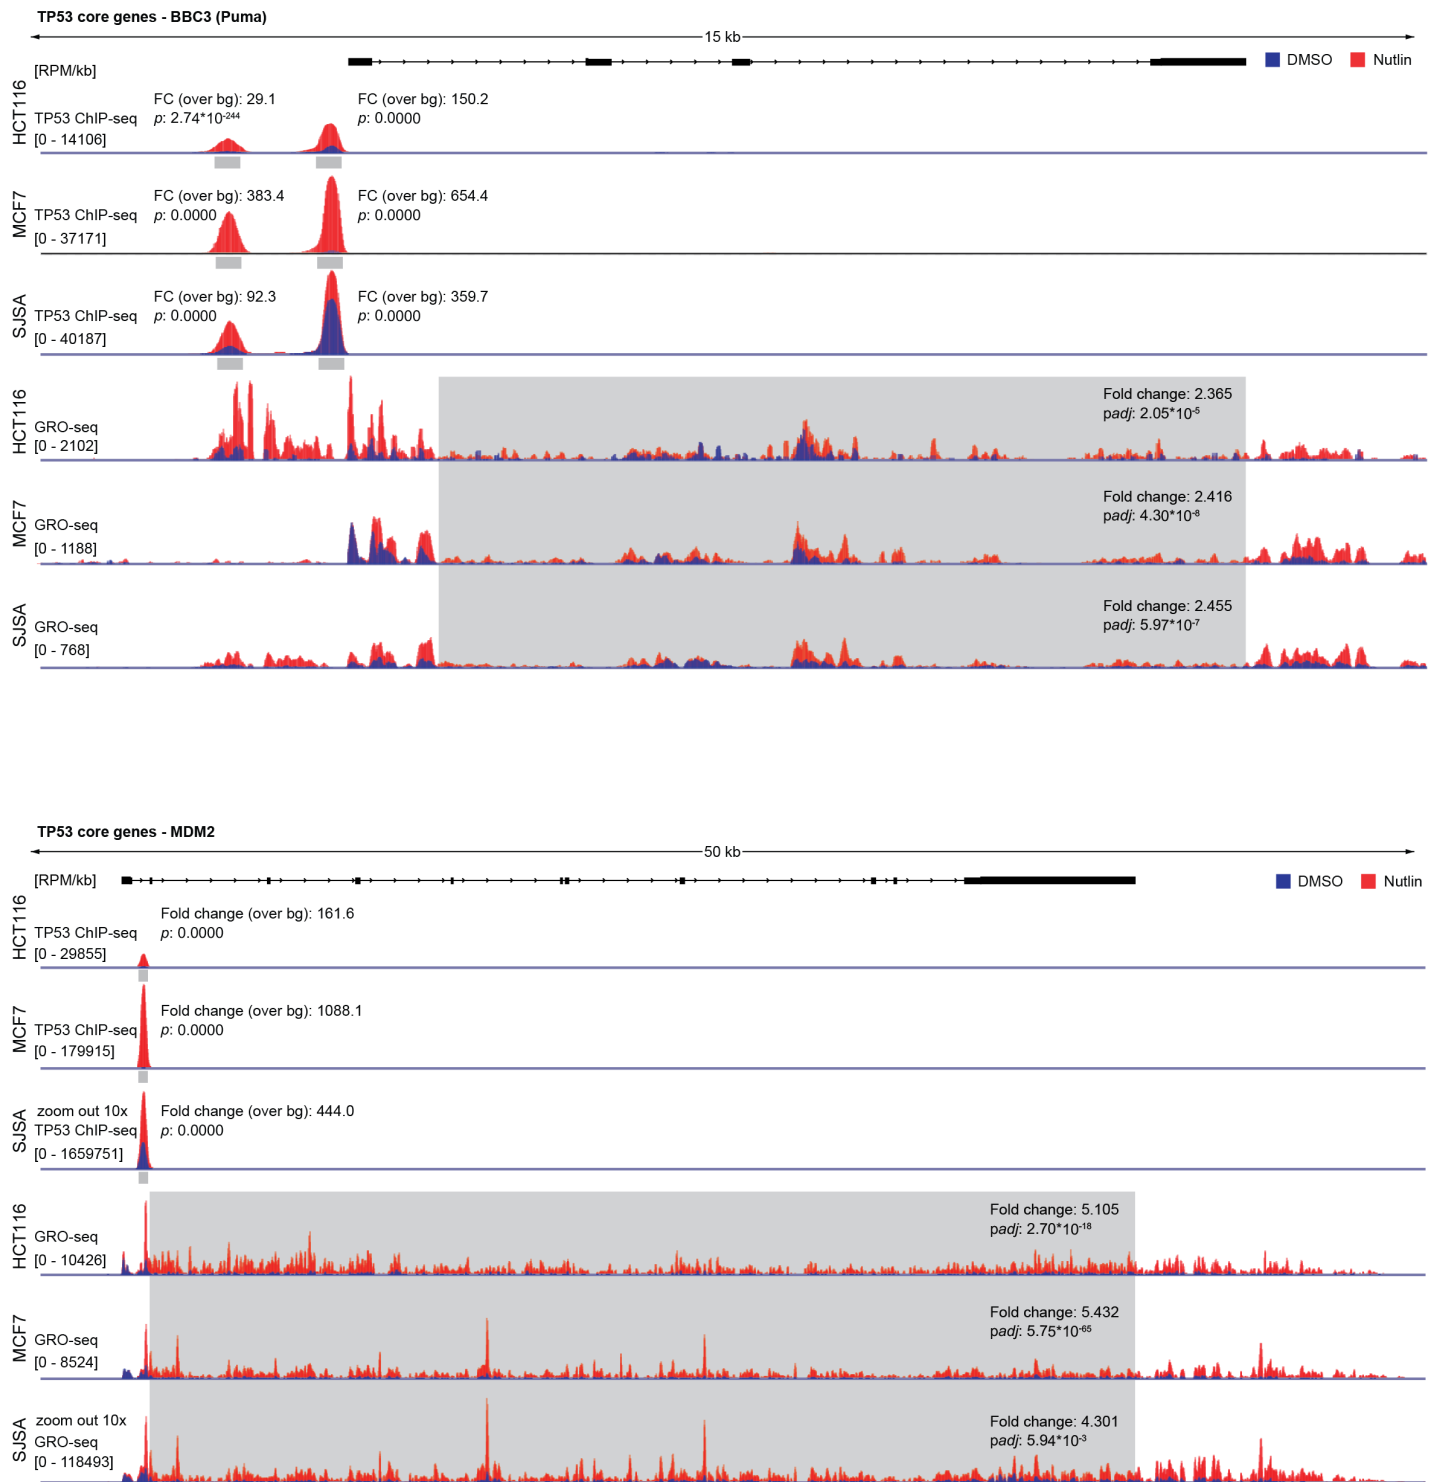 TP53 core genes - BBC3 (Puma)
15 kb
DMSO Nutlin
[RPM/kb]
HCT116
TP53 ChIP-seq
[0 - 14106]
FC (over bg): 29.1
p: 2.74*10-244
FC (over bg): 150.2
p: 0.0000
MCF7
TP53 ChIP-seq
[0 - 37171]
FC (over bg): 383.4
p: 0.0000
FC (over bg): 654.4
p: 0.0000
SJSA
TP53 ChIP-seq
[0 - 40187]
FC (over bg): 92.3
p: 0.0000
FC (over bg): 359.7
p: 0.0000
HCT116
GRO-seq
[0 - 2102]
Fold change: 2.365
padj: 2.05*10-5
MCF7
GRO-seq
[0 - 1188]
Fold change: 2.416
padj: 4.30*10-8
SJSA
GRO-seq
[0 - 768]
Fold change: 2.455
padj: 5.97*10-7
TP53 core genes - MDM2
50 kb
[RPM/kb]
DMSO Nutlin
HCT116
TP53 ChIP-seq
[0 - 29855]
Fold change (over bg): 161.6
p: 0.0000
MCF7
TP53 ChIP-seq
[0 - 179915]
Fold change (over bg): 1088.1
p: 0.0000
SJSA
zoom out 10x
TP53 ChIP-seq
[0 - 1659751]
Fold change (over bg): 444.0
p: 0.0000
HCT116
GRO-seq
[0 - 10426]
Fold change: 5.105
padj: 2.70*10-18
MCF7
GRO-seq
[0 - 8524]
Fold change: 5.432
padj: 5.75*10-65
SJSA
zoom out 10x
GRO-seq
[0 - 118493]
Fold change: 4.301
padj: 5.94*10-3